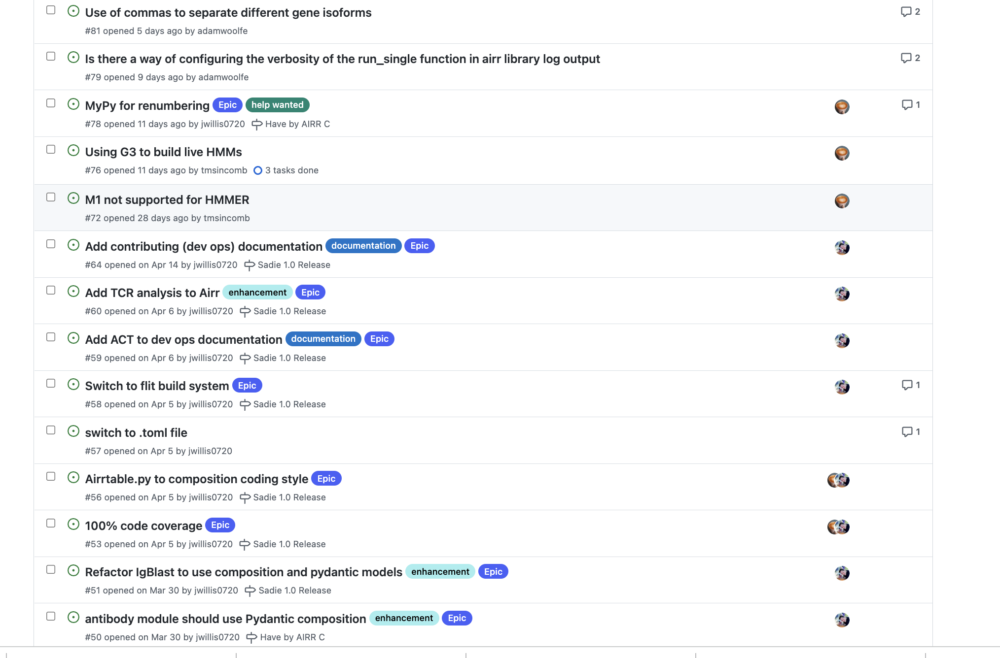 Use of commas to separate different gene isoforms 2
#81 opened 5 days ago by adamwoolfe
Is there a way of configuring the verbosity of the run_single function in airr library log output 2
#79 opened 9 days ago by adamwoolfe
MyPy for renumbering Epic help wanted 1
#78 opened 11 days ago by jwillis0720 Have by AIRR C
Using G3 to build live HMMs
#76 opened 11 days ago by tmsincomb 3 tasks done
M1 not supported for HMMER
#72 opened 28 days ago by tmsincomb
Add contributing (dev ops) documentation documentation Epic
#64 opened on Apr 14 by jwillis0720 Sadie 1.0 Release
Add TCR analysis to Airr enhancement Epic
#60 opened on Apr 6 by jwillis0720 Sadie 1.0 Release
Add ACT to dev ops documentation documentation Epic
#59 opened on Apr 6 by jwillis0720 Sadie 1.0 Release
Switch to flit build system Epic 1
#58 opened on Apr 5 by jwillis0720 Sadie 1.0 Release
switch to .toml file 1
#57 opened on Apr 5 by jwillis0720
Airrtable.py to composition coding style Epic
#56 opened on Apr 5 by jwillis0720 Sadie 1.0 Release
100% code coverage Epic
#53 opened on Apr 5 by jwillis0720 Sadie 1.0 Release
Refactor IgBlast to use composition and pydantic models enhancement Epic
#51 opened on Mar 30 by jwillis0720 Sadie 1.0 Release
antibody module should use Pydantic composition enhancement Epic
#50 opened on Mar 30 by jwillis0720 Have by AIRR C